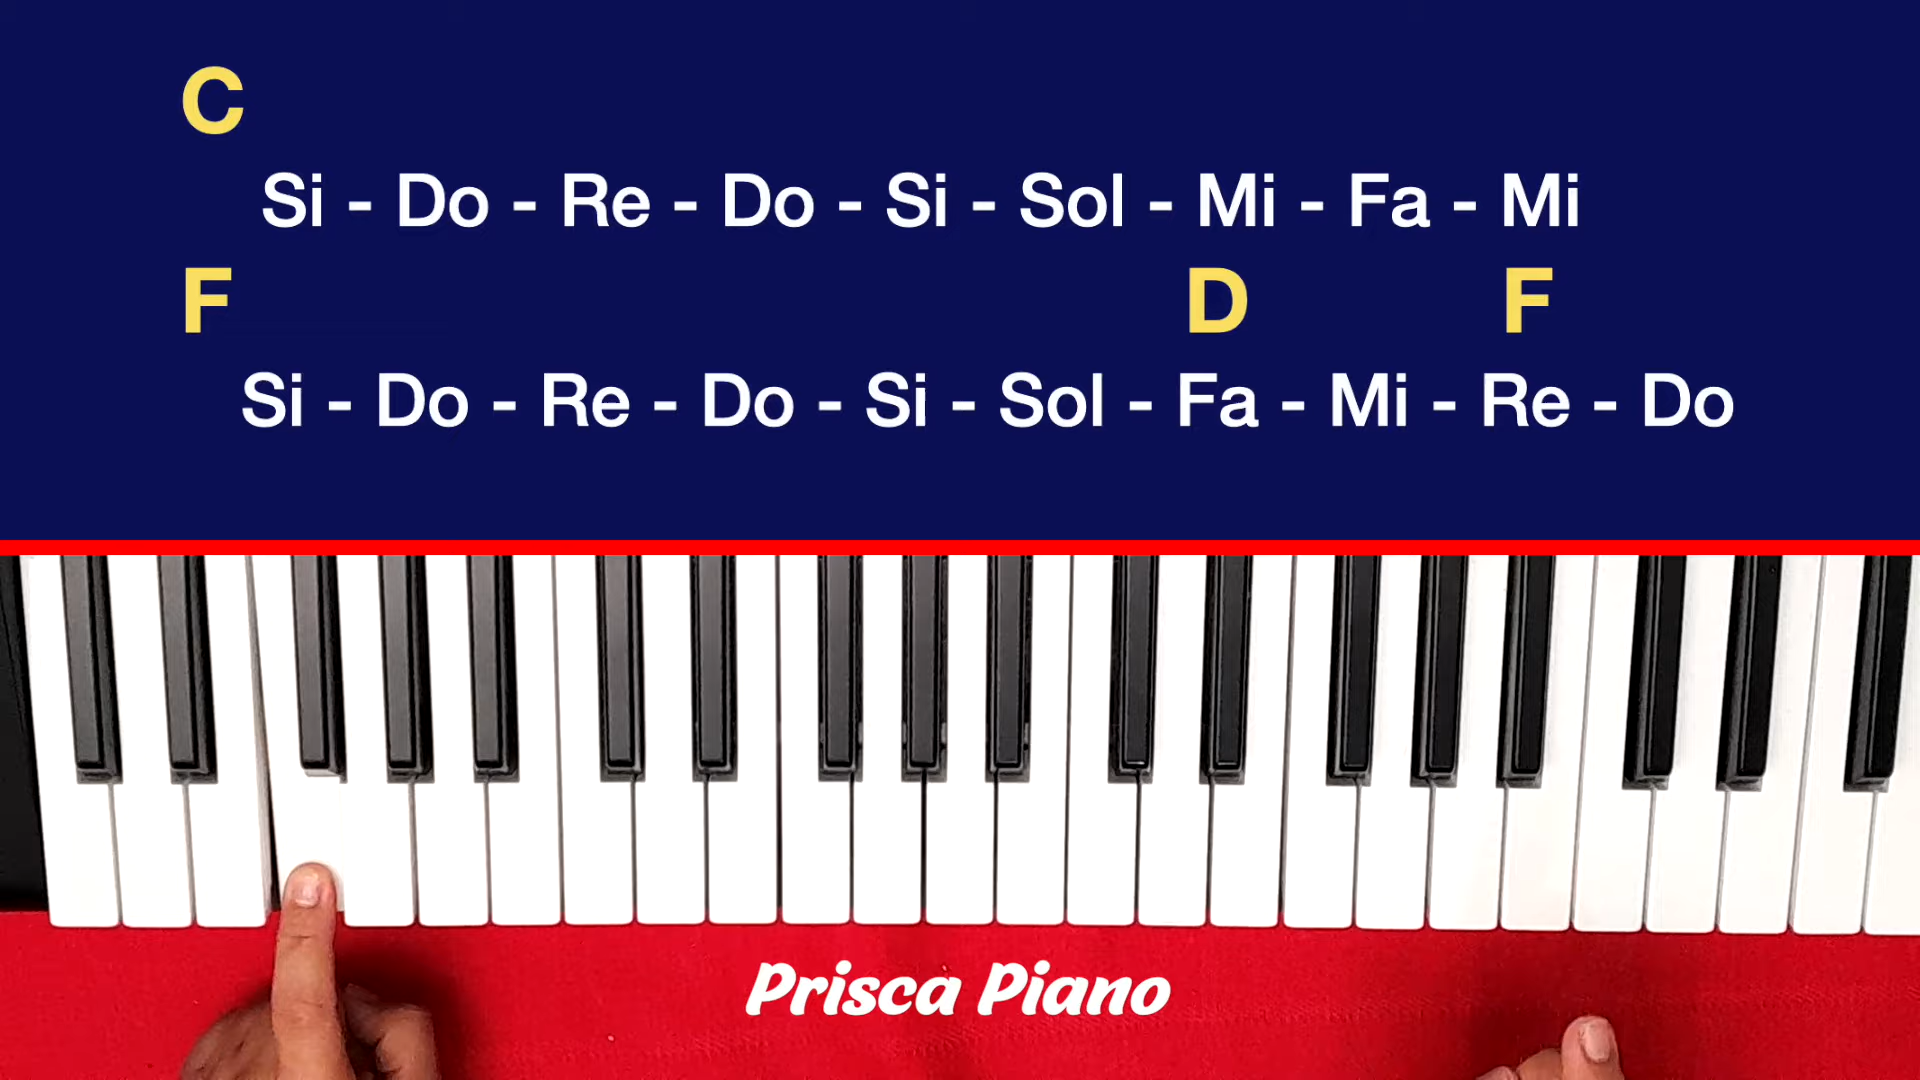 C
Si - Do - Re - Do - Si - Sol - Mi - Fa - Mi
F D F
Si - Do - Re - Do - Si - Sol - Fa - Mi - Re - Do
Prisca Piano